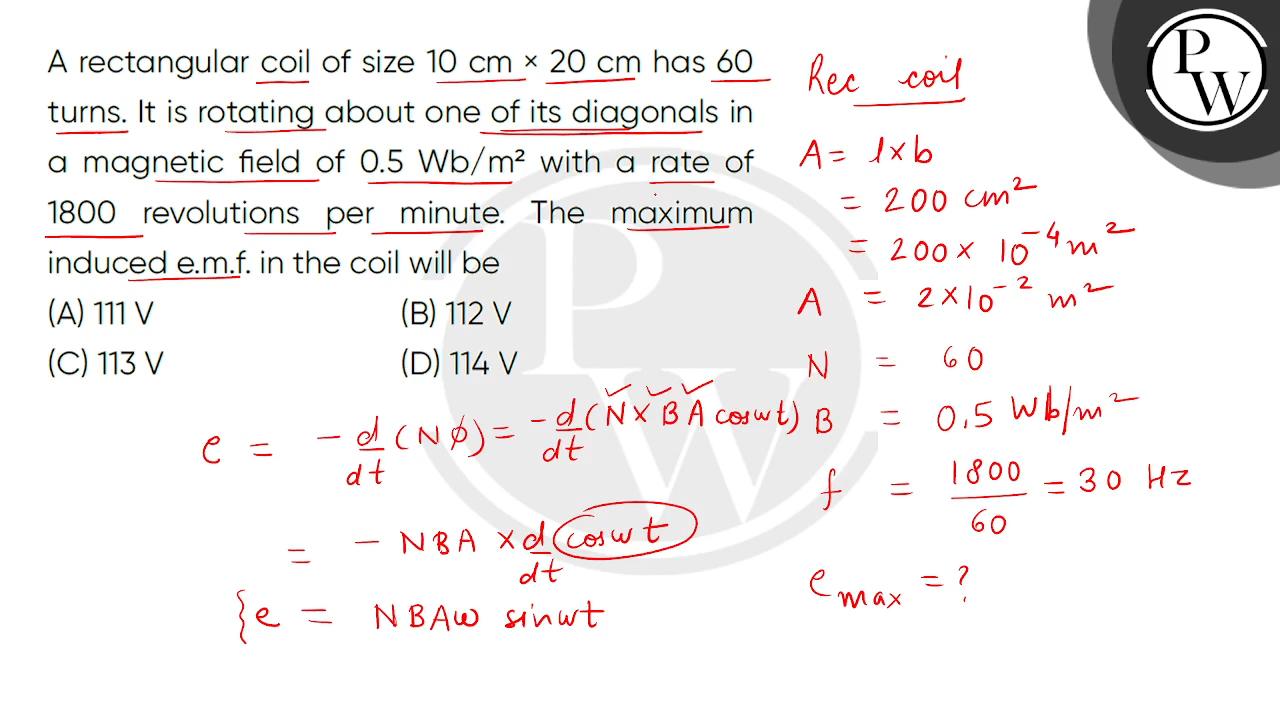 A rectangular coil of size 10 cm × 20 cm has 60
turns. It is rotating about one of its diagonals in
a magnetic field of 0.5 Wb/m² with a rate of
1800 revolutions per minute. The maximum
induced e.m.f. in the coil will be
(A) 111 V (B) 112 V
(C) 113 V (D) 114 V
e = -d/dt (Nϕ) = -d/dt (N × B A cosωt)
= - NBA × d/dt cosωt
{ e = NBAω sinωt
Rec coil
A = l×b
= 200 cm²
= 200 × 10⁻⁴ m²
A = 2×10⁻² m²
N = 60
B = 0.5 Wb/m²
f = 1800/60 = 30 Hz
e max = ?
P
W
P
W